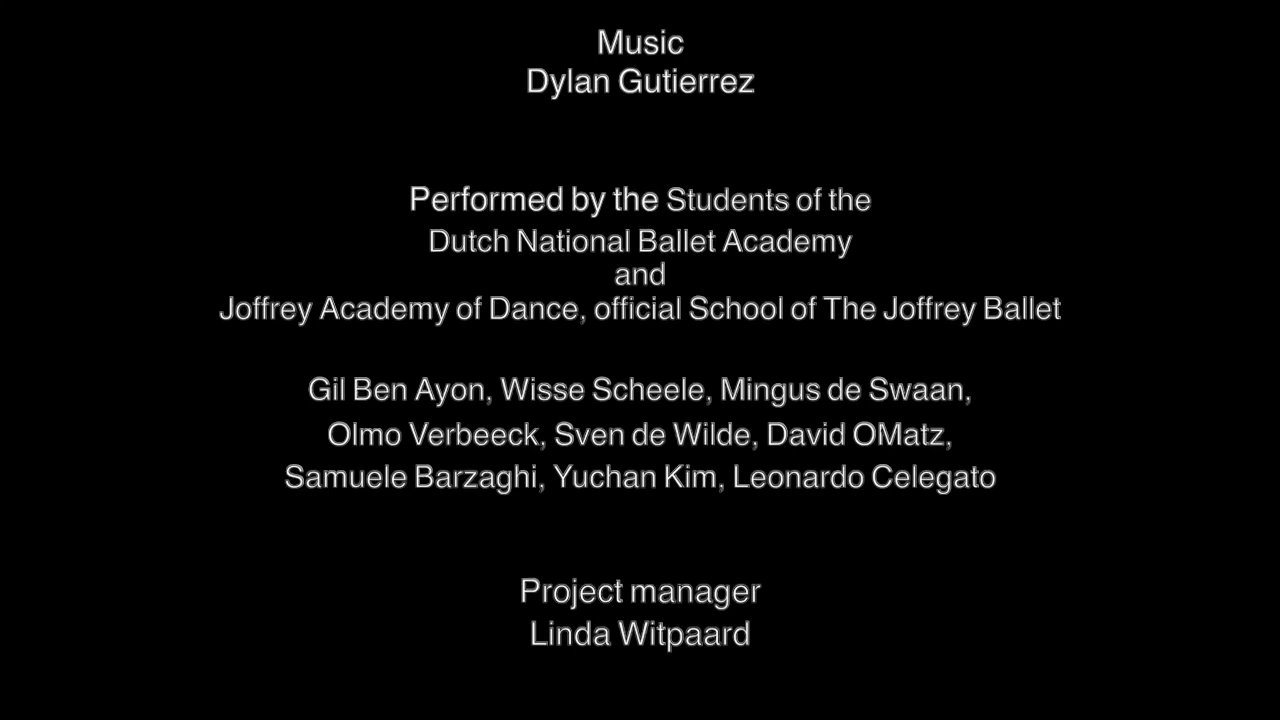 Music
Dylan Gutierrez
Performed by the Students of the
Dutch National Ballet Academy
and
Joffrey Academy of Dance, official School of The Joffrey Ballet
Gil Ben Ayon, Wisse Scheele, Mingus de Swaan,
Olmo Verbeeck, Sven de Wilde, David OMatz,
Samuele Barzaghi, Yuchan Kim, Leonardo Celegato
Project manager
Linda Witpaard